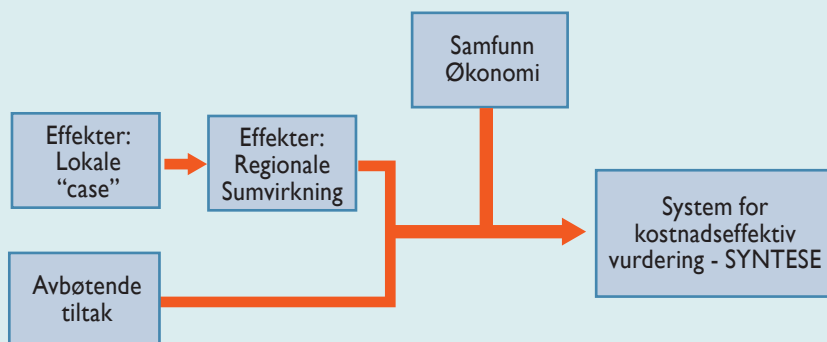 Samfunn
Økonomi
Effekter:
Lokale
“case”
Effekter:
Regionale
Sumvirkning
System for
kostnadseffektiv
vurdering - SYNTESE
Avbøtende
tiltak